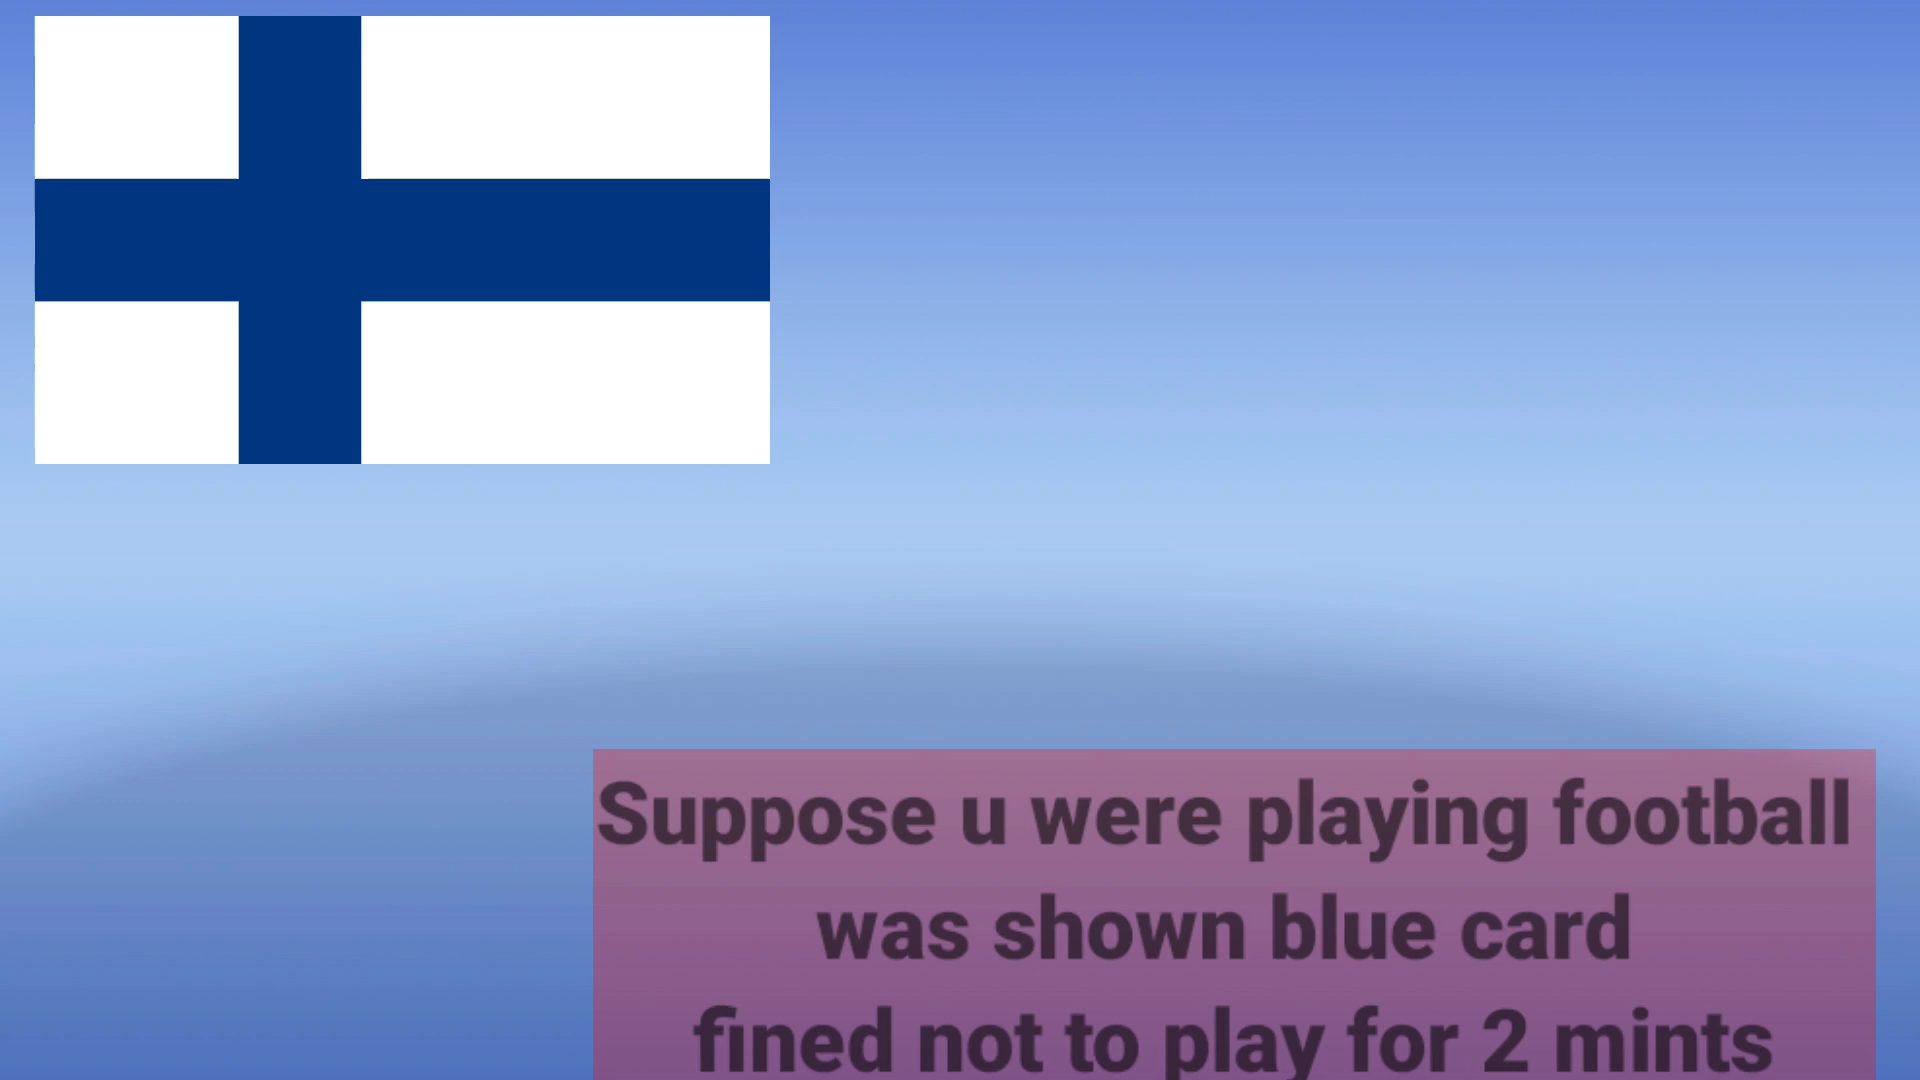 Suppose u were playing football
was shown blue card
fined not to play for 2 mints